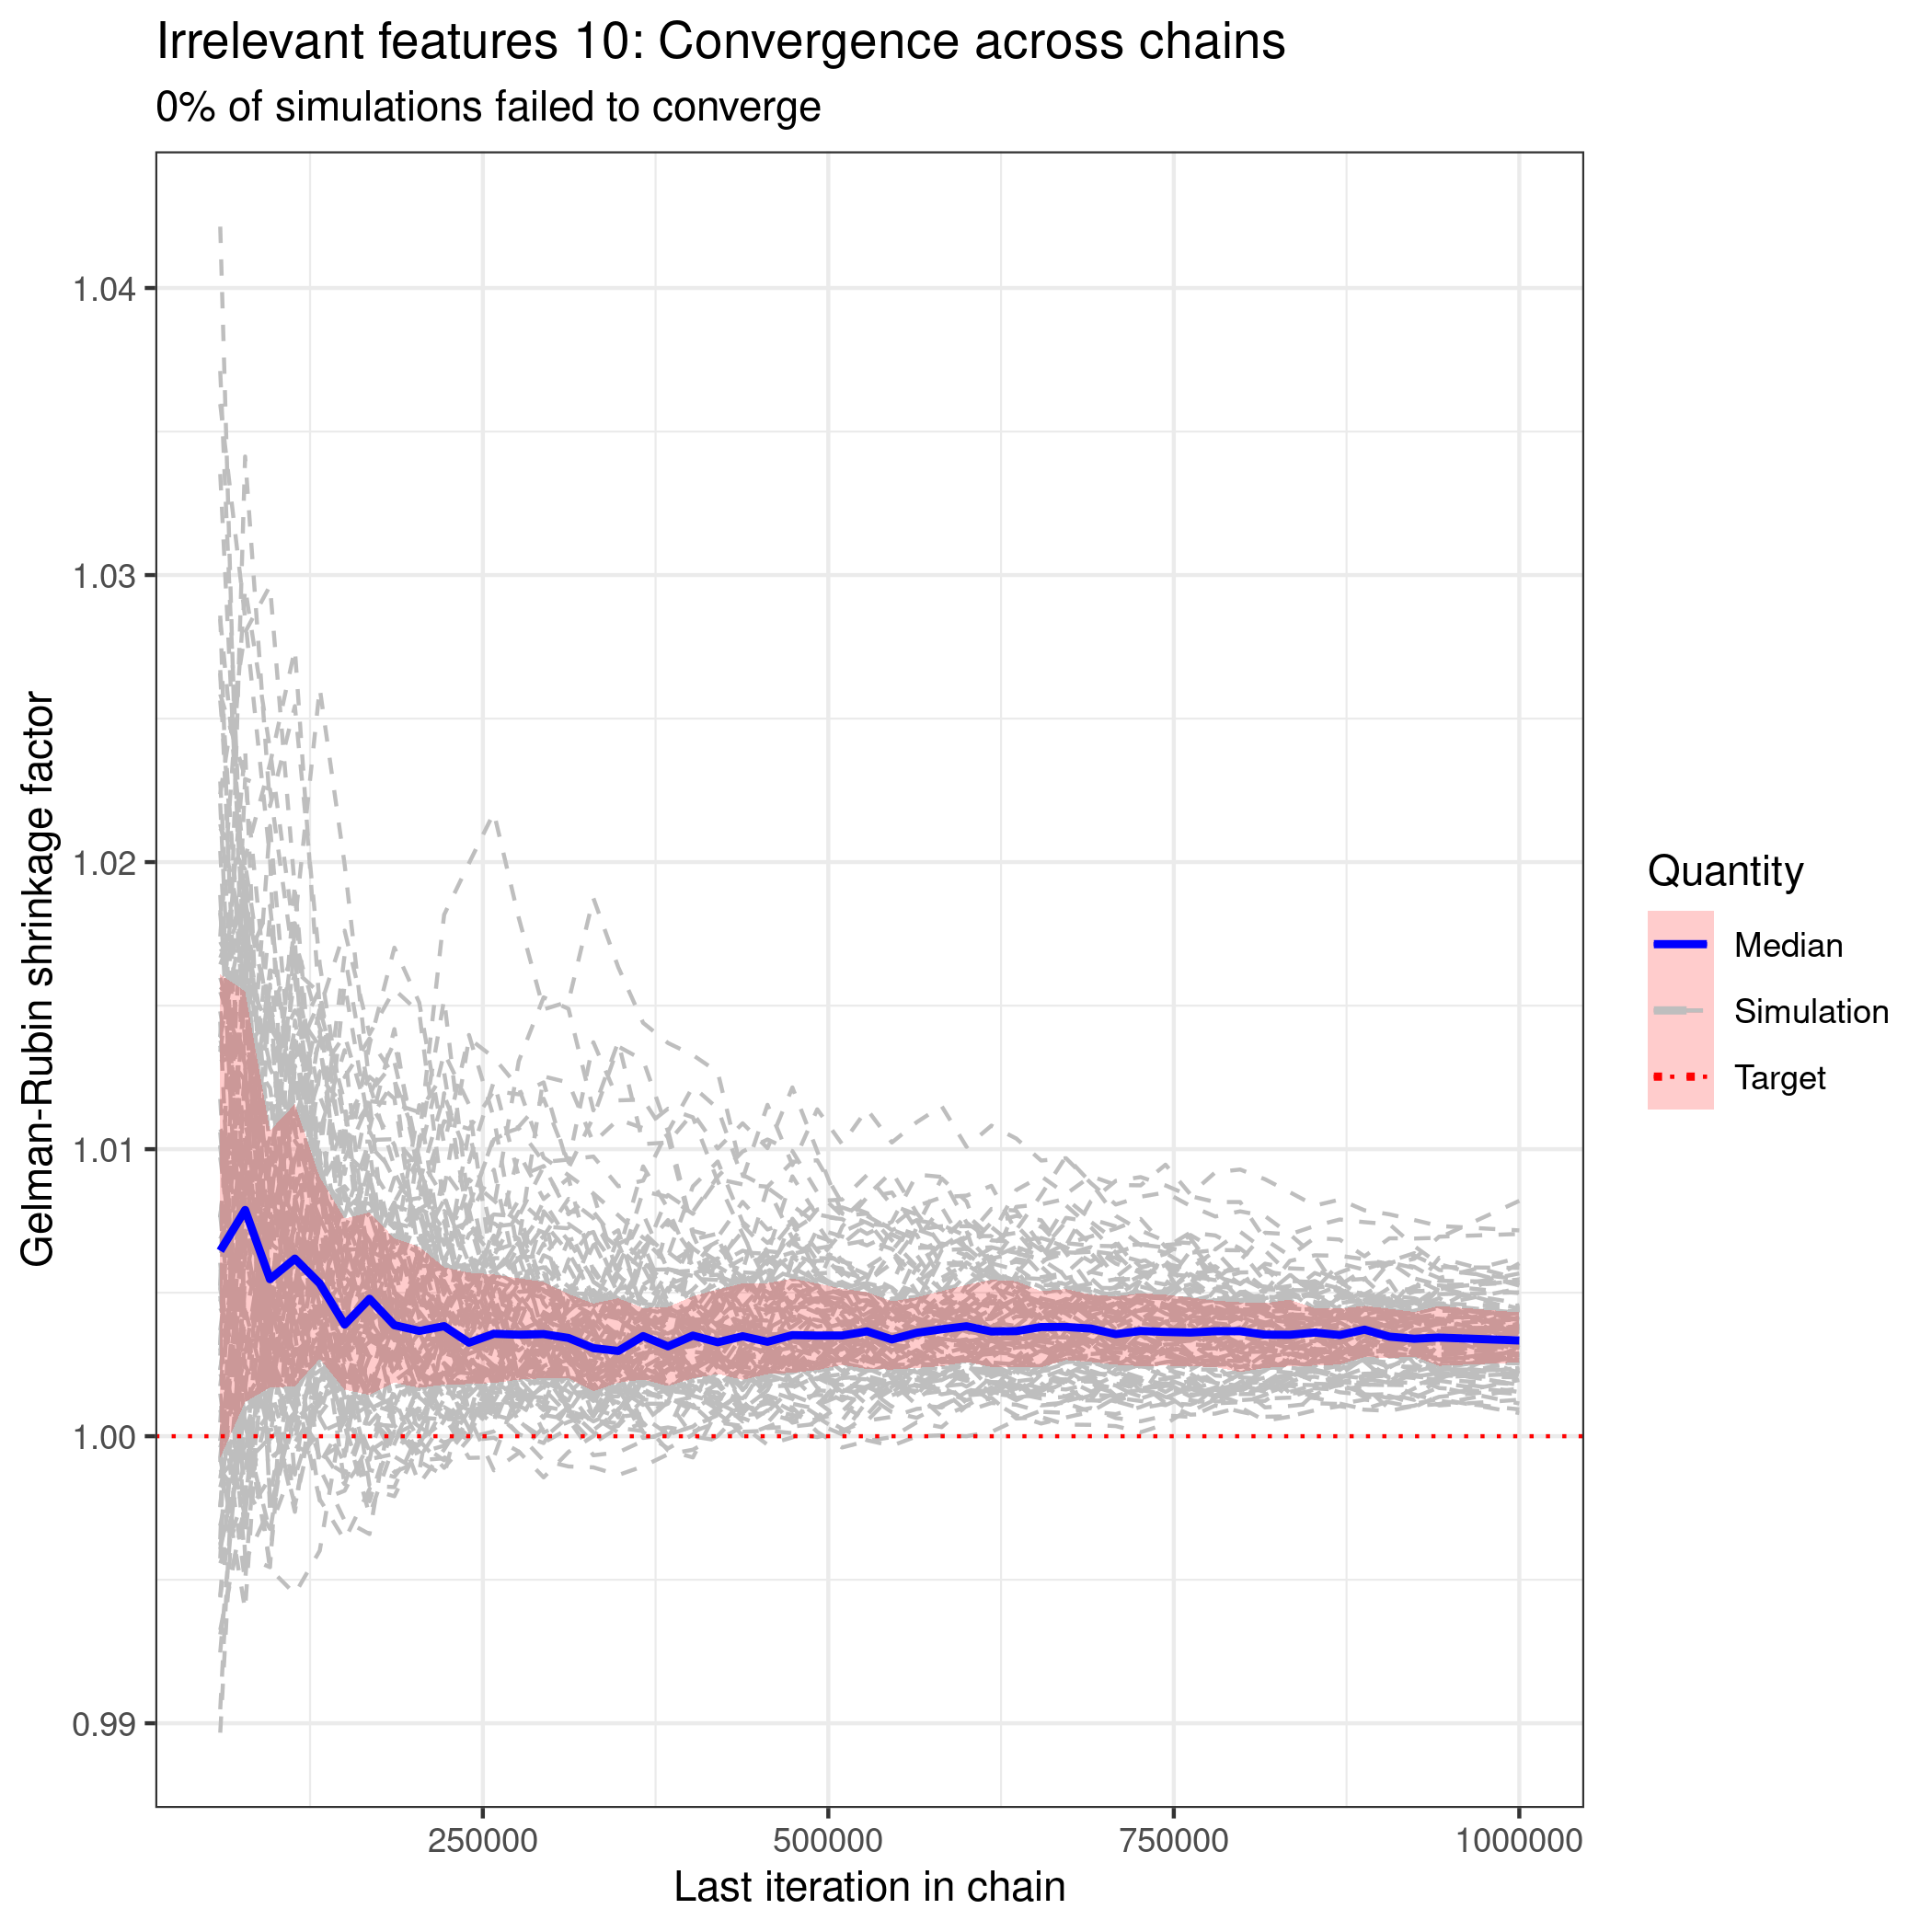 Irrelevant features 10: Convergence across chains
0% of simulations failed to converge
Gelman-Rubin shrinkage factor
1.04
1.03
1.02
1.01
1.00
0.99
250000
500000
750000
1000000
Last iteration in chain
Quantity
Median
Simulation
Target